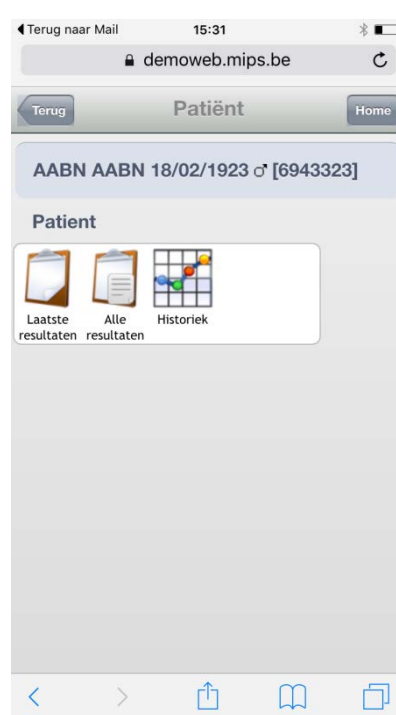 Terug naar Mail 15:31
demoweb.mips.be
Terug Patiënt Home
AABN AABN 18/02/1923 ♂ [6943323]
Patient
Laatste resultaten
Alle resultaten
Historiek